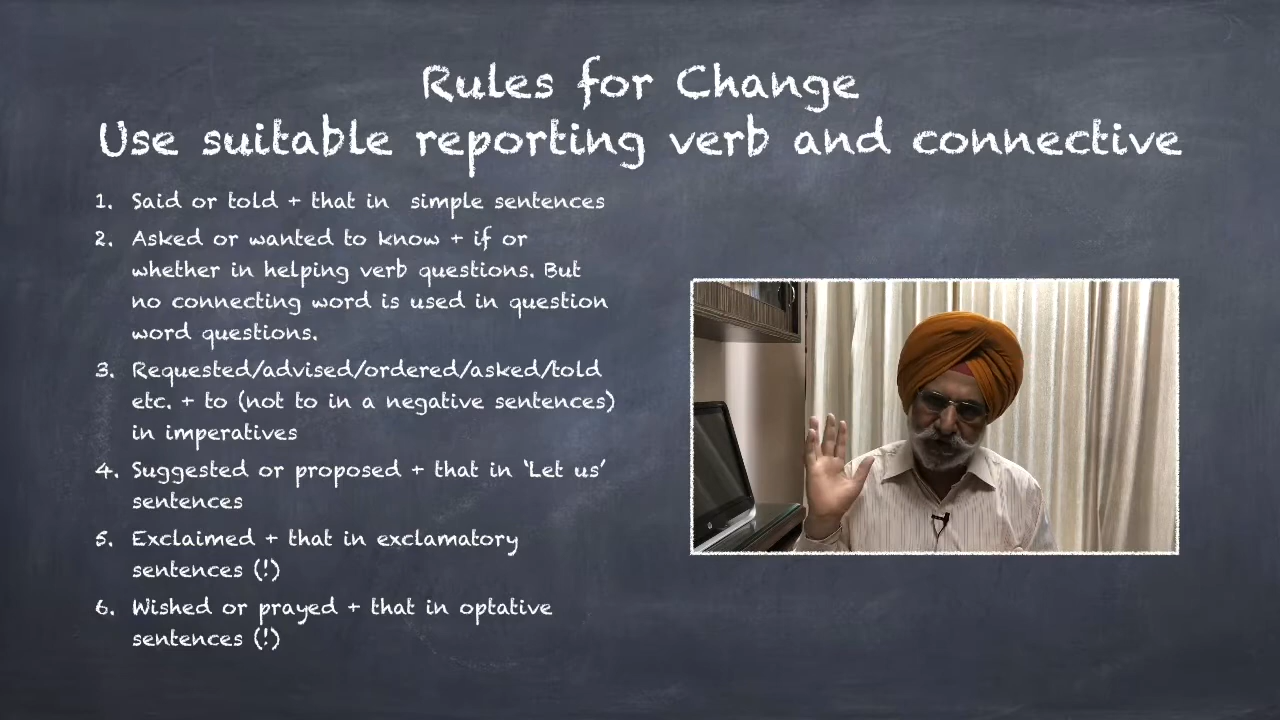 Rules for Change
Use suitable reporting verb and connective
1. Said or told + that in simple sentences
2. Asked or wanted to know + if or
whether in helping verb questions. But
no connecting word is used in question
word questions.
3. Requested/advised/ordered/asked/told
etc. + to (not to in a negative sentences)
in imperatives
4. Suggested or proposed + that in ‘Let us’
sentences
5. Exclaimed + that in exclamatory
sentences (!)
6. Wished or prayed + that in optative
sentences (!)